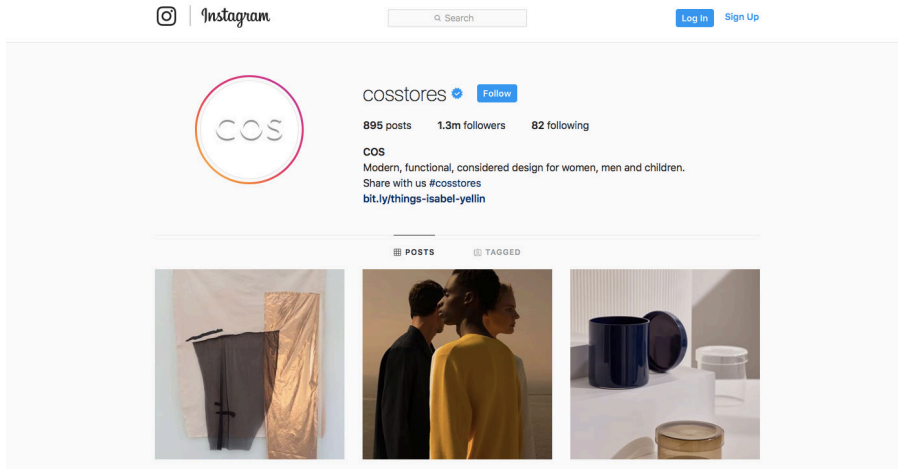 Instagram
Search
Log In
Sign Up
COS
cosstores
Follow
895 posts 1.3m followers 82 following
COS
Modern, functional, considered design for women, men and children.
Share with us #cosstores
bit.ly/things-isabel-yellin
POSTS
TAGGED